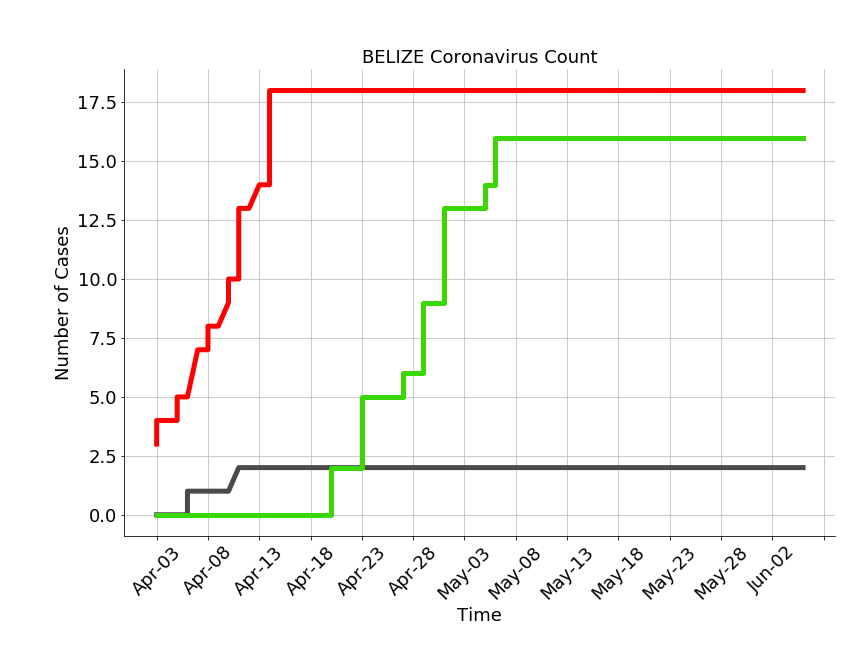 BELIZE Coronavirus Count
Number of Cases
17.5
15.0
12.5
10.0
7.5
5.0
2.5
0.0
Apr-03
Apr-08
Apr-13
Apr-18
Apr-23
Apr-28
May-03
May-08
May-13
May-18
May-23
May-28
Jun-02
Time